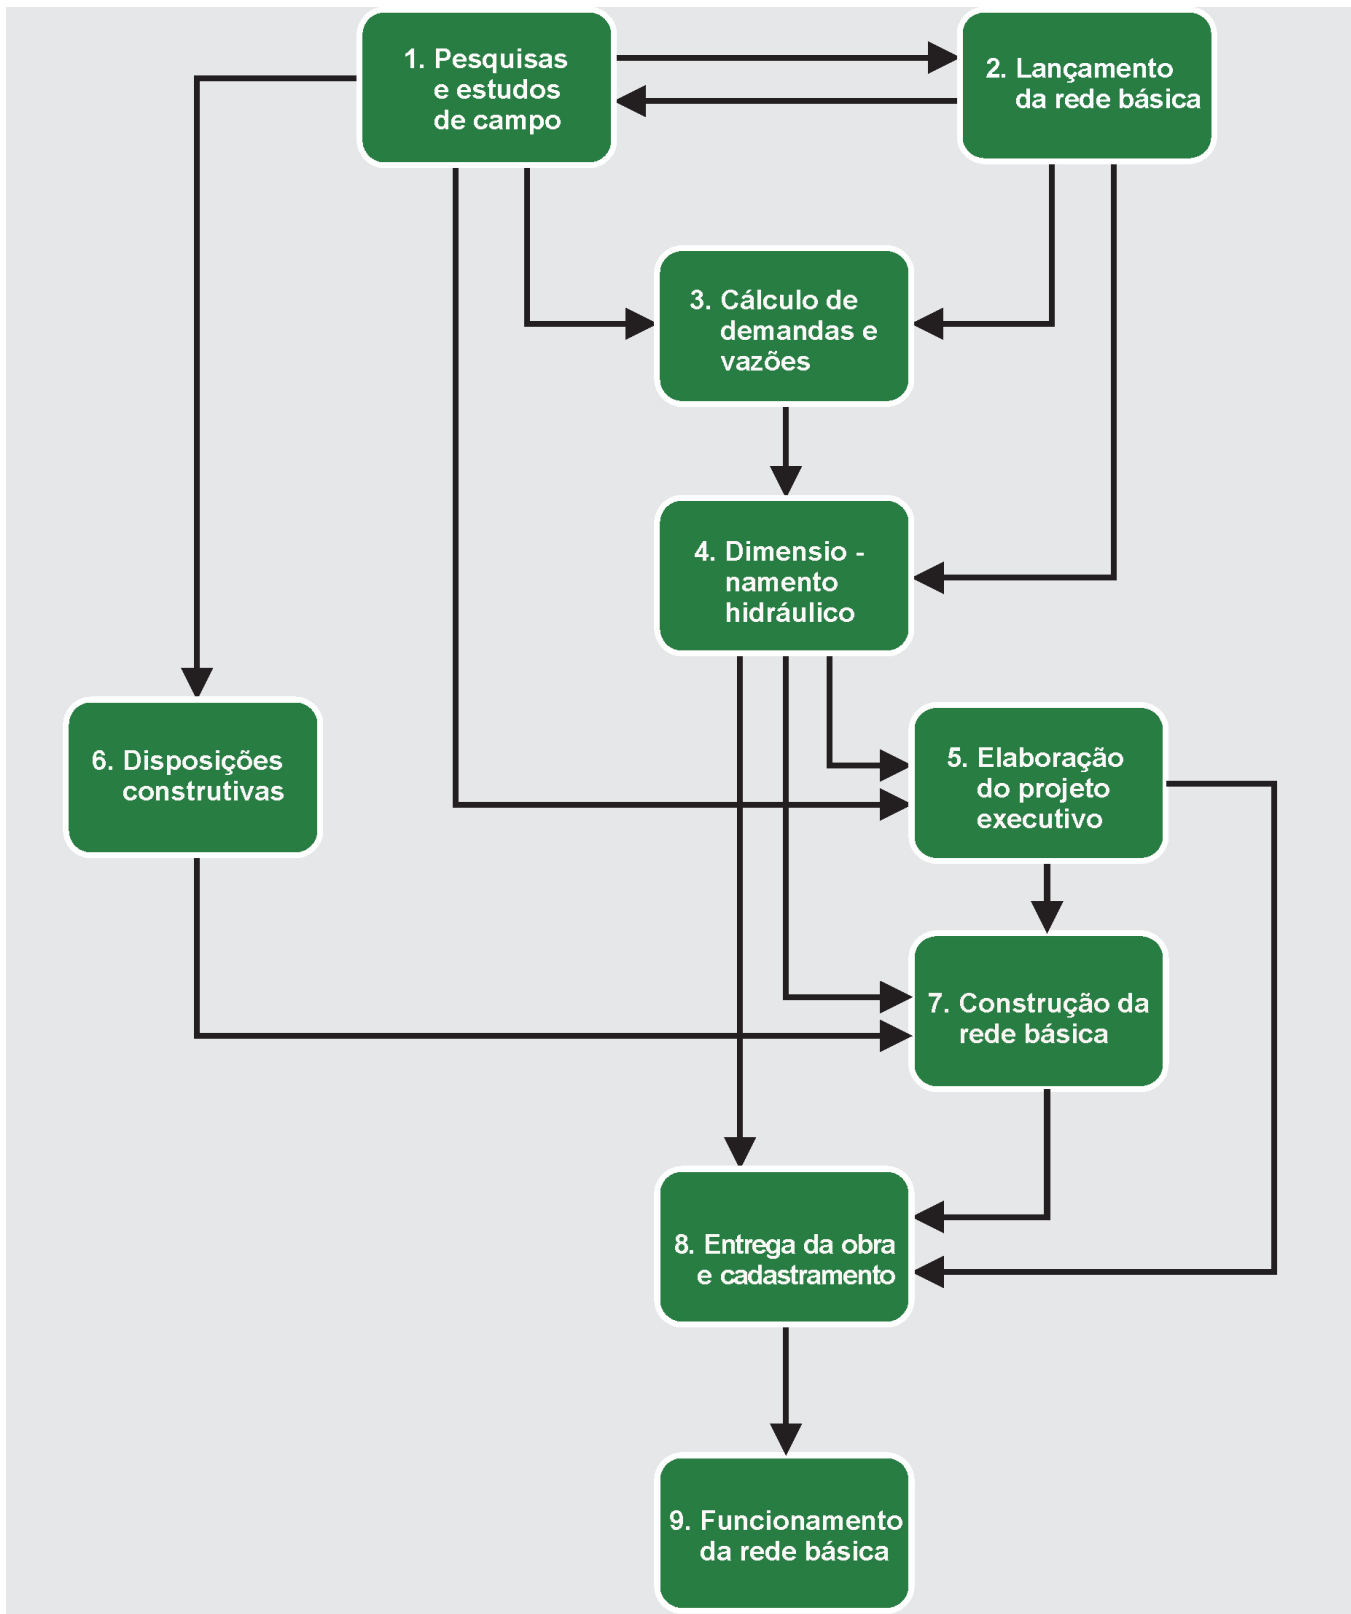 1. Pesquisas
e estudos
de campo
2. Lançamento
da rede básica
3. Cálculo de
demandas e
vazões
4. Dimensio -
namento
hidráulico
5. Elaboração
do projeto
executivo
6. Disposições
construtivas
7. Construção da
rede básica
8. Entrega da obra
e cadastramento
9. Funcionamento
da rede básica